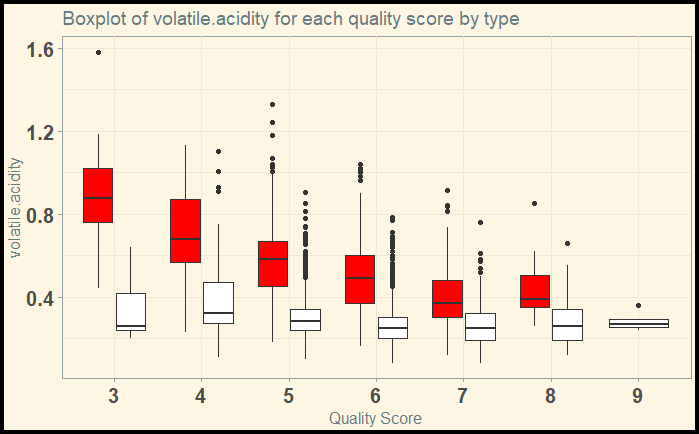 Boxplot of volatile.acidity for each quality score by type
volatile.acidity
1.6
1.2
0.8
0.4
3 4 5 6 7 8 9
Quality Score